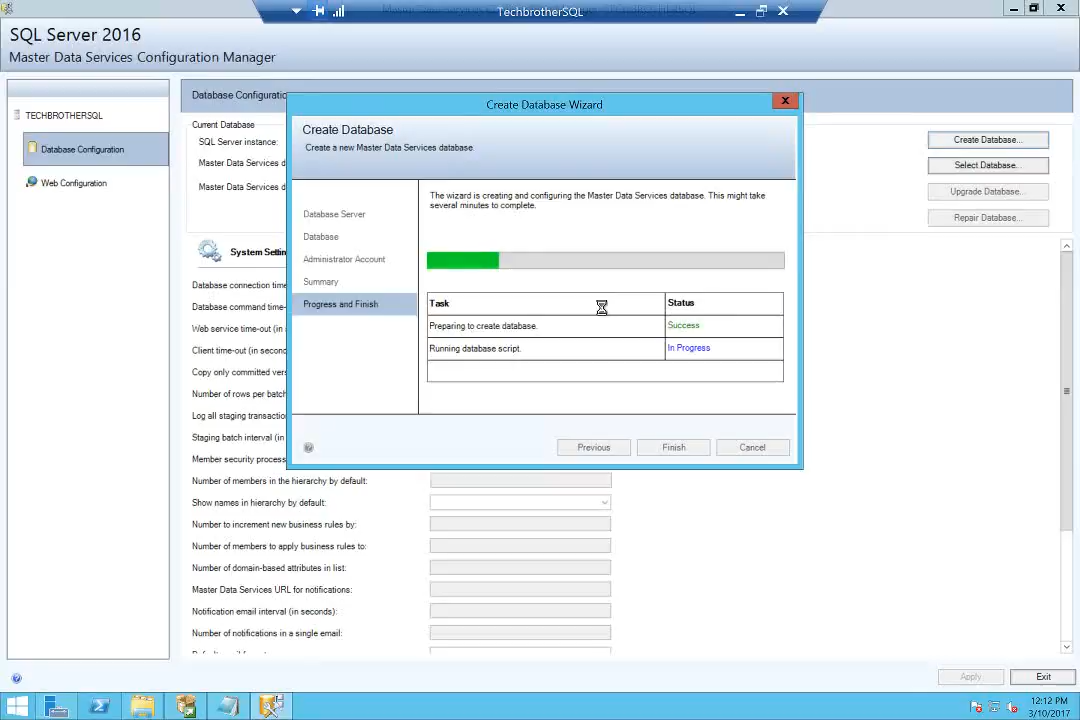 TechbrotherSQL
SQL Server 2016
Master Data Services Configuration Manager
TECHBROTHERSQL
Database Configuration
Web Configuration
Database Configuratio
Current Database
SQL Server instance:
Master Data Services d
Master Data Services d
Create Database...
Select Database...
Upgrade Database...
Repair Database...
System Settin
Database connection time
Database command time-
Web service time-out (in
Client time-out (in second
Copy only committed vers
Number of rows per batch
Log all staging transactio
Staging batch interval (in
Member security process
Number of members in the hierarchy by default:
Show names in hierarchy by default:
Number to increment new business rules by:
Number of members to apply business rules to:
Number of domain-based attributes in list:
Master Data Services URL for notifications:
Notification email interval (in seconds):
Number of notifications in a single email:
Create Database Wizard
X
Create Database
Create a new Master Data Services database.
Database Server
Database
Administrator Account
Summary
Progress and Finish
The wizard is creating and configuring the Master Data Services database. This might take
several minutes to complete.
Task Status
Preparing to create database. Success
Running database script. In Progress
Previous Finish Cancel
Apply Exit
12:12 PM
3/10/2017